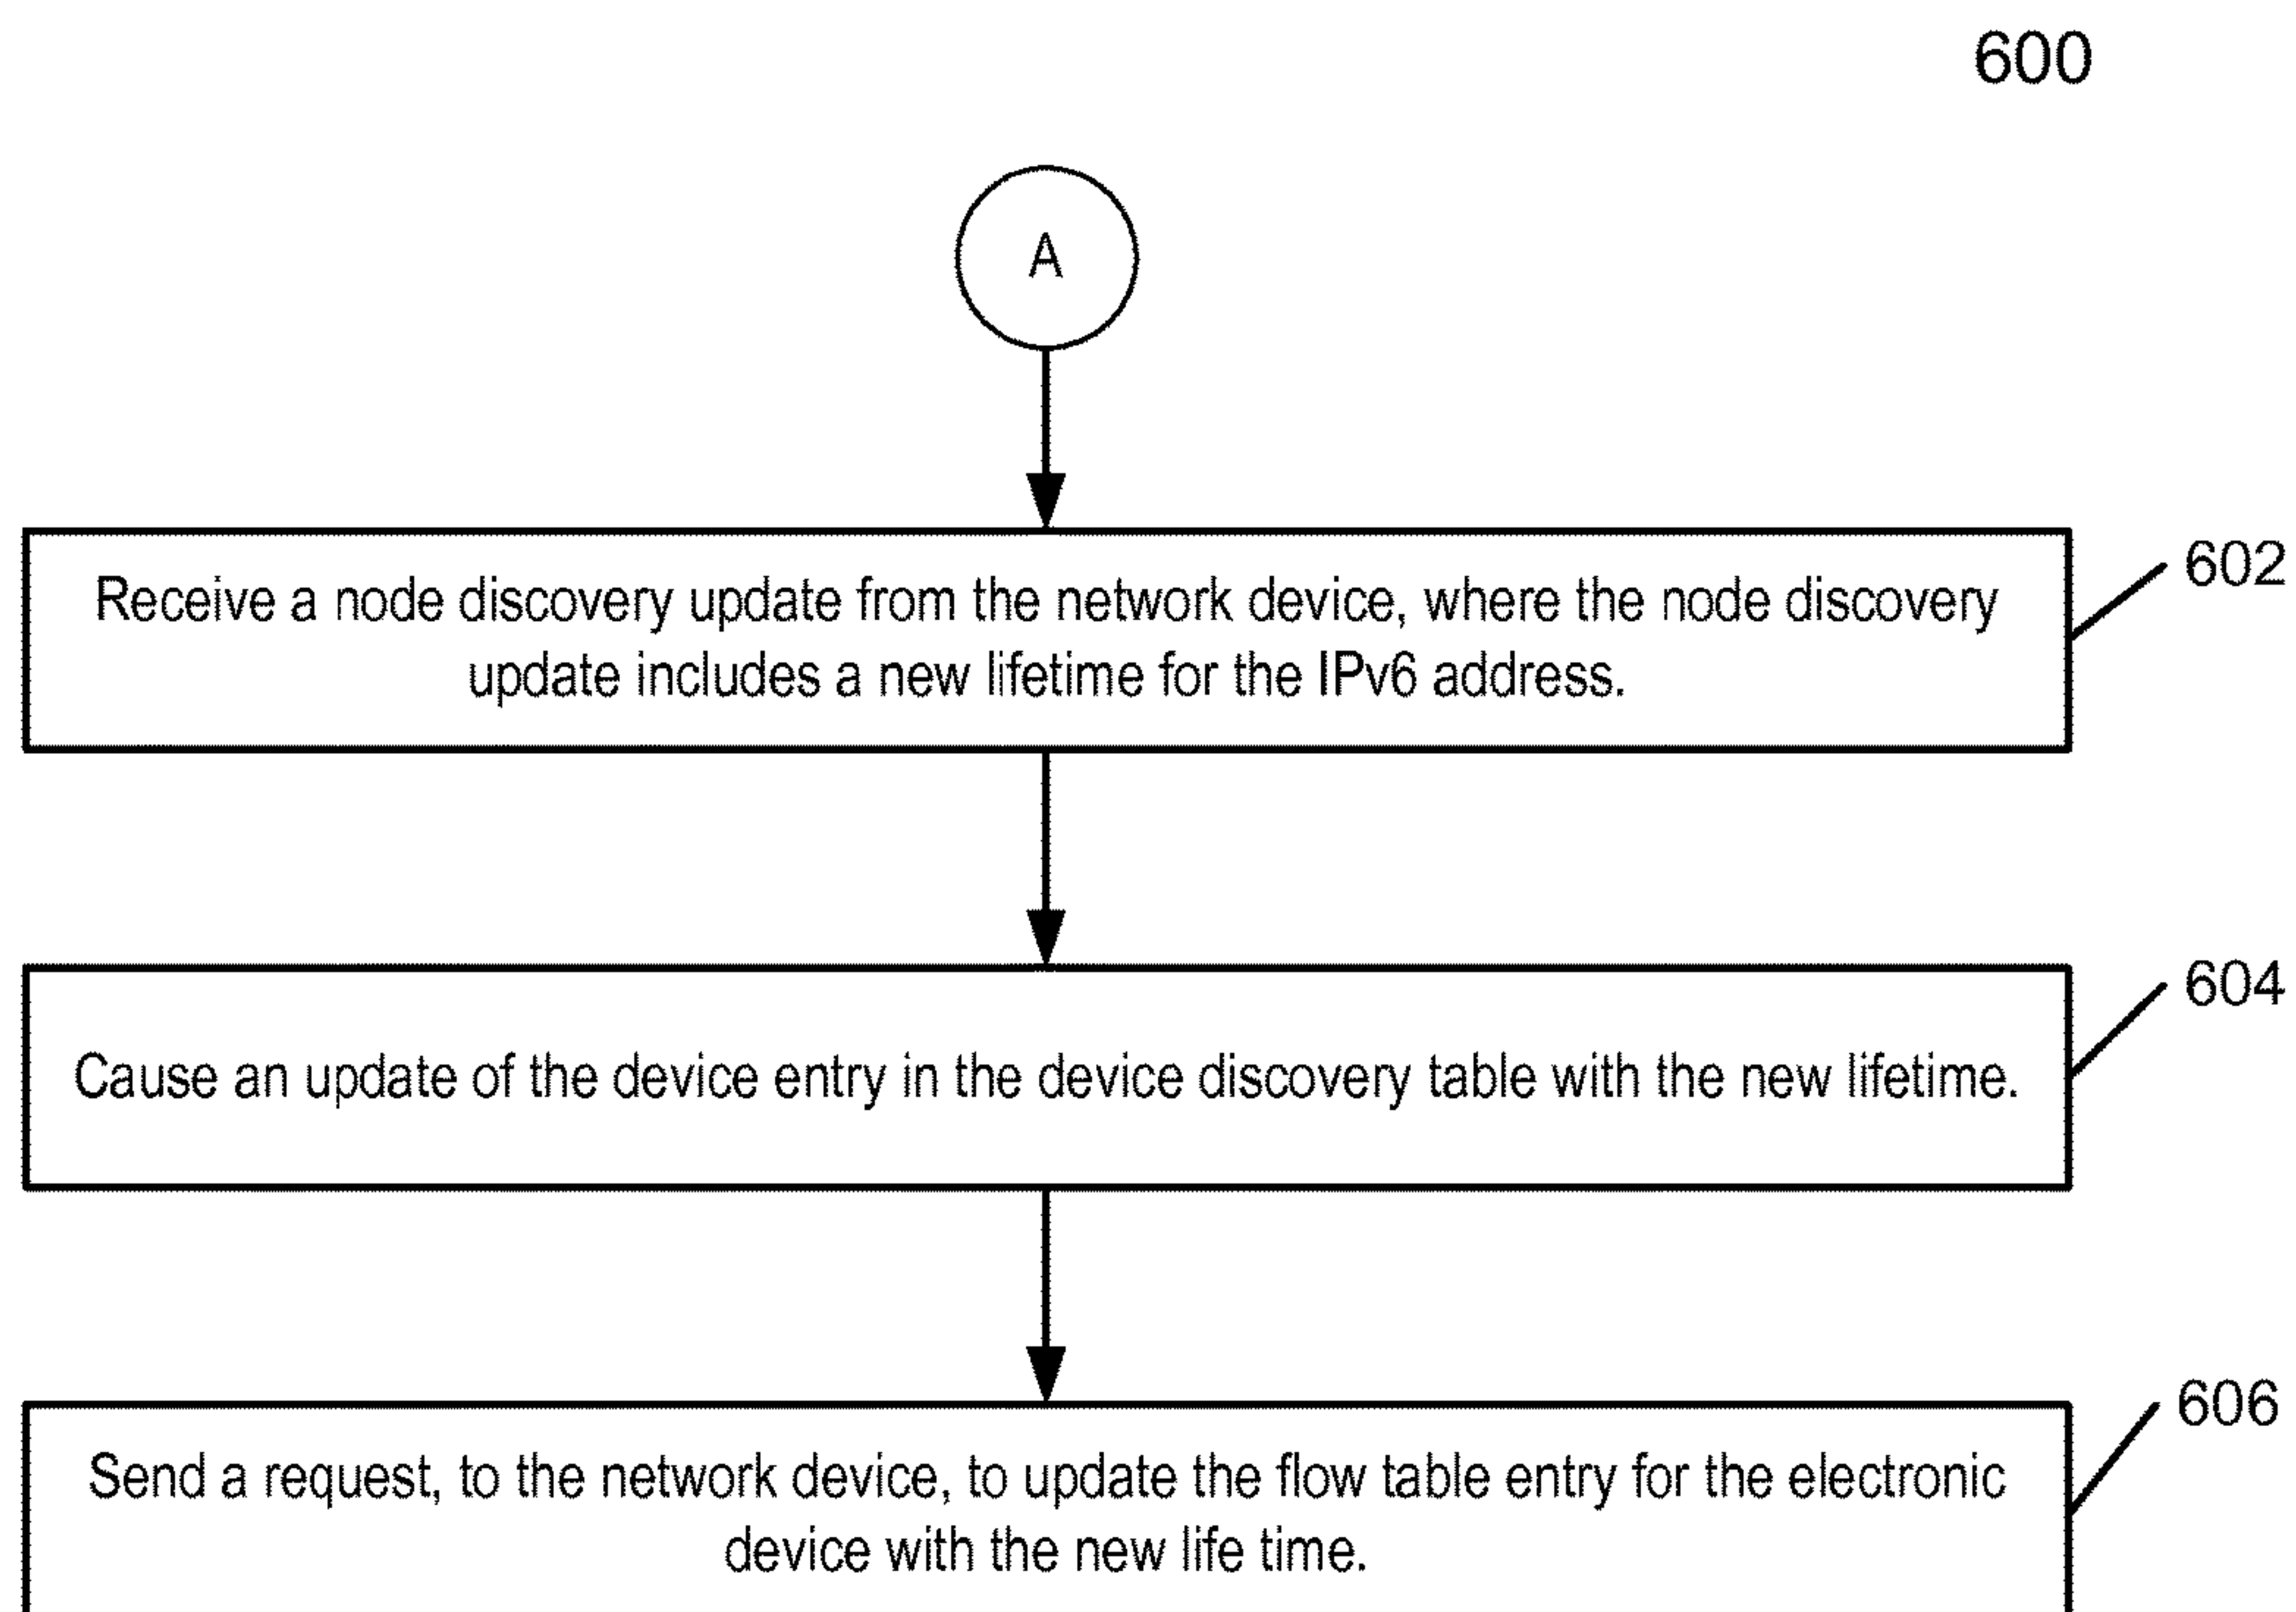 600
A
Receive a node discovery update from the network device, where the node discovery
update includes a new lifetime for the IPv6 address.
602
Cause an update of the device entry in the device discovery table with the new lifetime.
604
Send a request, to the network device, to update the flow table entry for the electronic
device with the new life time.
606